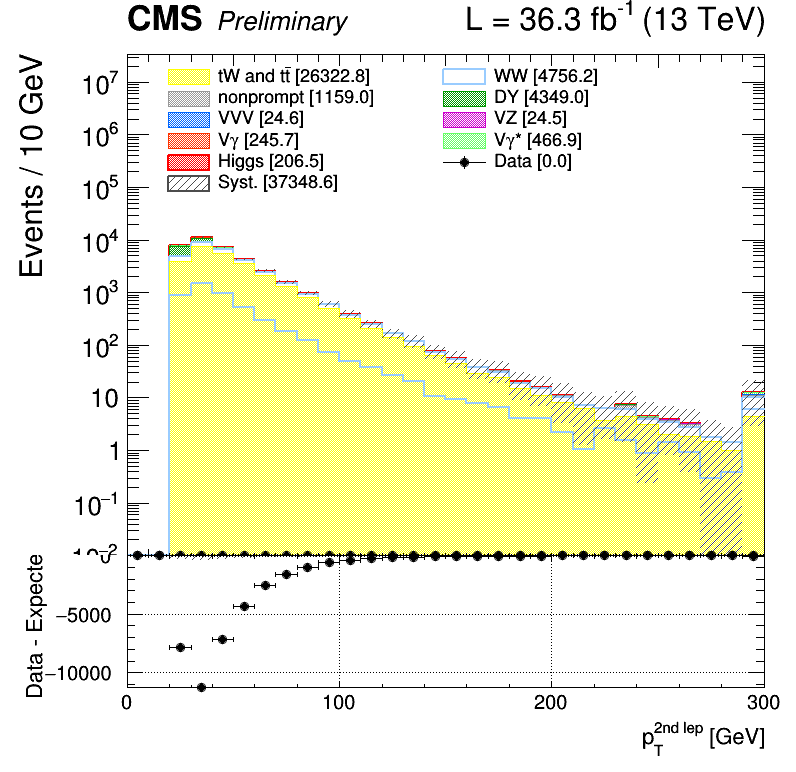 CMS Preliminary L = 36.3 fb⁻¹ (13 TeV)
Events / 10 GeV
10⁷
10⁶
10⁵
10⁴
10³
10²
10
1
10⁻¹
tW and tt̄ [26322.8]
nonprompt [1159.0]
VVV [24.6]
Vγ [245.7]
Higgs [206.5]
Syst. [37348.6]
WW [4756.2]
DY [4349.0]
VZ [24.5]
Vγ* [466.9]
Data [0.0]
Data - Expecte
−5000
−10000
0 100 200 300
p_T^{2nd lep} [GeV]